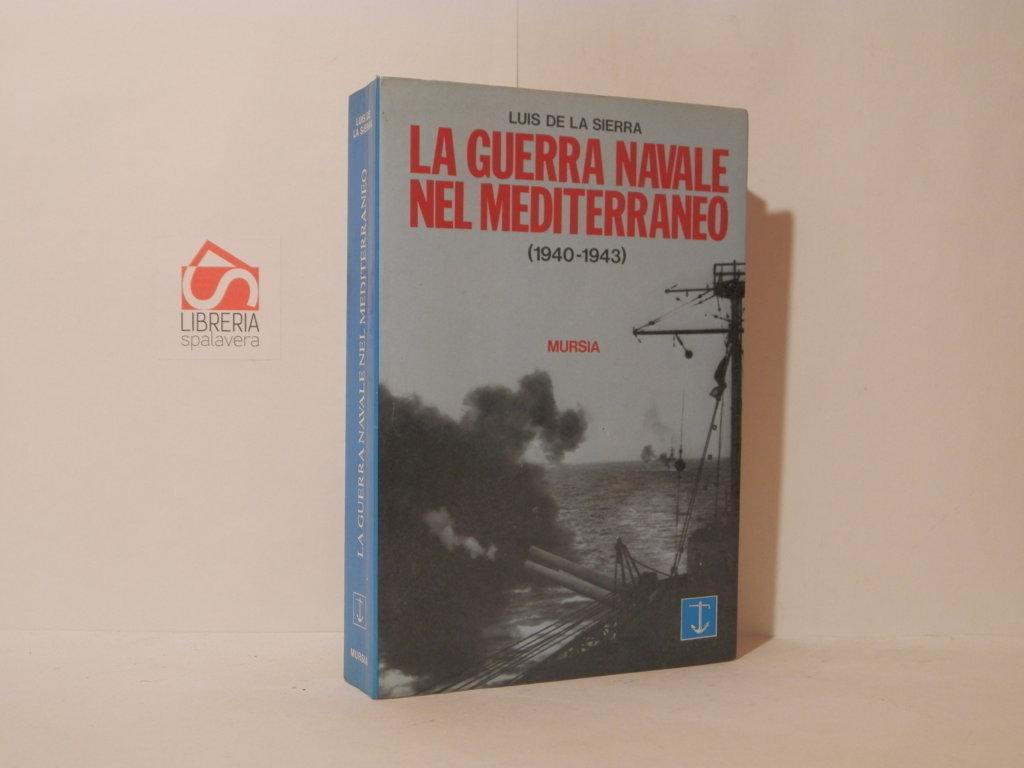 LUIS DE LA SIERRA
LA GUERRA NAVALE
NEL MEDITERRANEO
(1940-1943)
MURSIA
LUIS DE
LA SIERRA
LA GUERRA NAVALE NEL MEDITERRANEO
MURSIA
LIBRERIA
spalavera